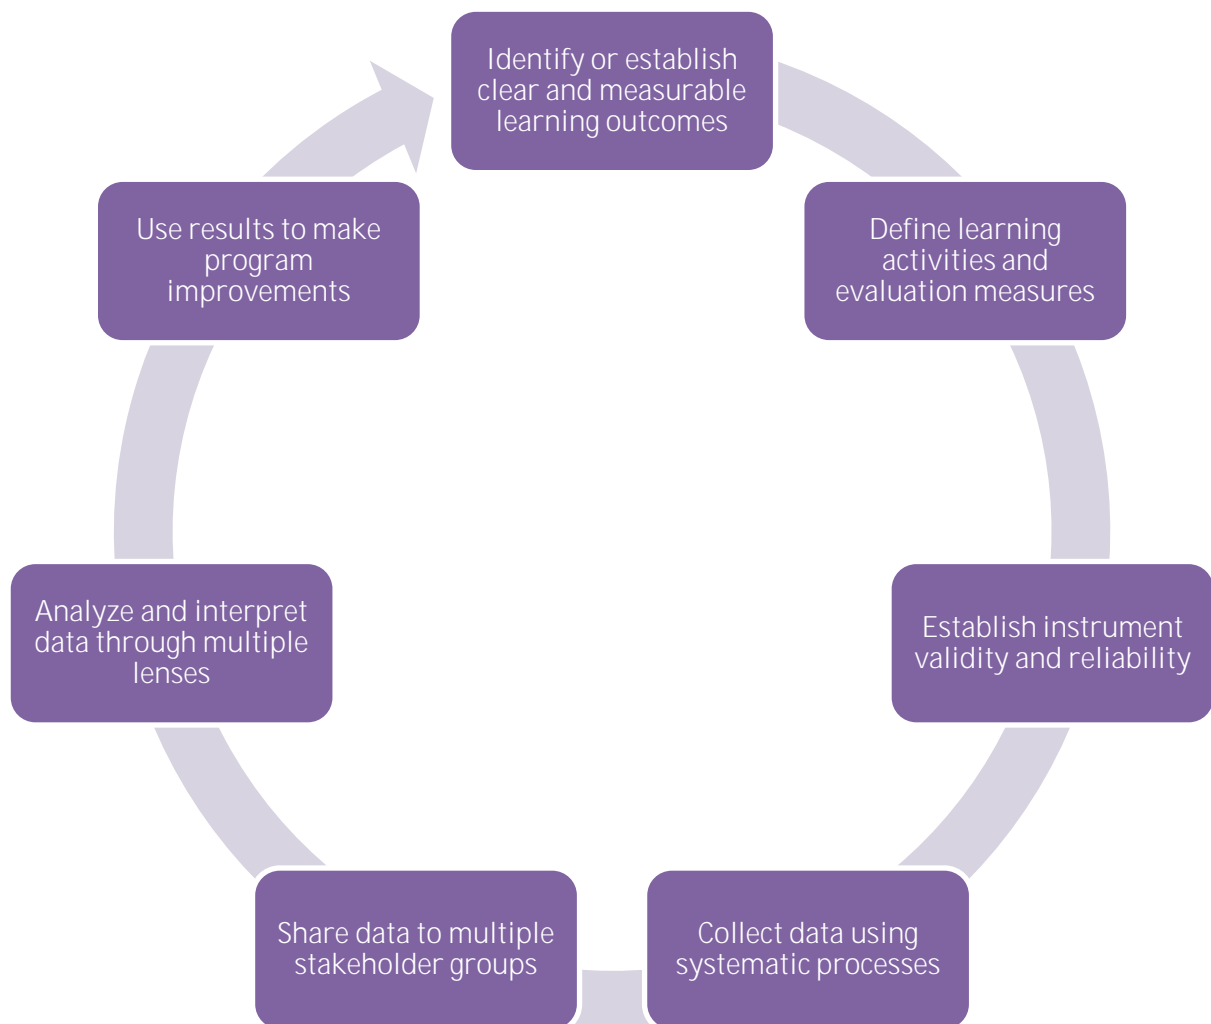 Identify or establish
clear and measurable
learning outcomes
Define learning
activities and
evaluation measures
Establish instrument
validity and reliability
Collect data using
systematic processes
Share data to multiple
stakeholder groups
Analyze and interpret
data through multiple
lenses
Use results to make
program
improvements